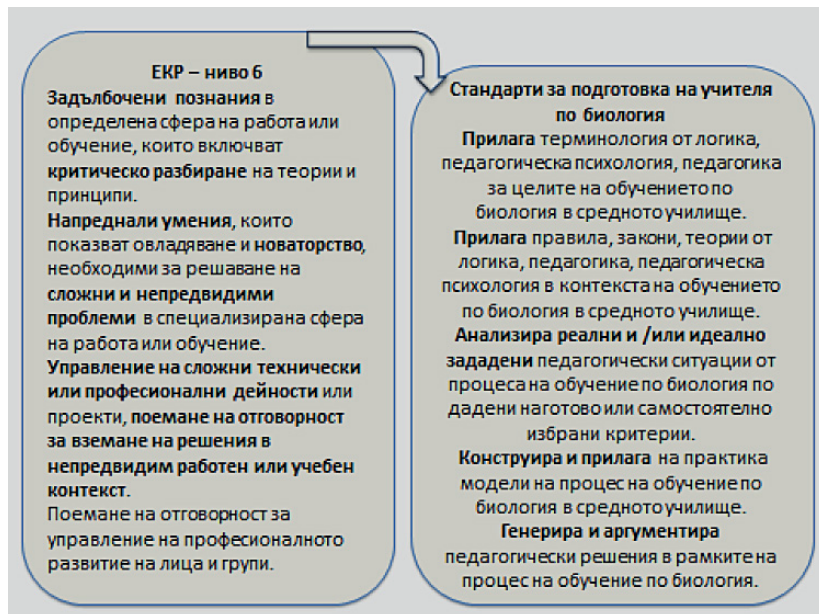 ЕКР – ниво 6
Задълбочени познания в
определена сфера на работа или
обучение, които включват
критическо разбиране на теории и
принципи.
Напреднали умения, които
показват овладяване и новаторство,
необходими за решаване на
сложни и непредвидими
проблеми в специализирана сфера
на работа или обучение.
Управление на сложни технически
или професионални дейности или
проекти, поемане на отговорност
за вземане на решения в
непредвидим работен или учебен
контекст.
Поемане на отговорност за
управление на професионалното
развитие на лица и групи.
Стандарти за подготовка на учителя
по биология
Прилага терминология от логика,
педагогическа психология, педагогика
за целите на обучението по
биология в средното училище.
Прилага правила, закони, теории от
логика, педагогика, педагогическа
психология в контекста на обучението
по биология в средното училище.
Анализира реални и /или идеално
зададени педагогически ситуации от
процеса на обучение по биология по
дадени наготово или самостоятелно
избрани критерии.
Конструира и прилага на практика
модели на процес на обучение по
биология в средното училище.
Генерира и аргументира
педагогически решения в рамките на
процес на обучение по биология.